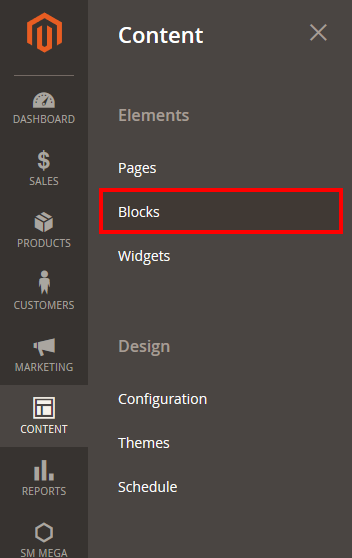 DASHBOARD
SALES
PRODUCTS
CUSTOMERS
MARKETING
CONTENT
REPORTS
SM MEGA
Content
Elements
Pages
Blocks
Widgets
Design
Configuration
Themes
Schedule